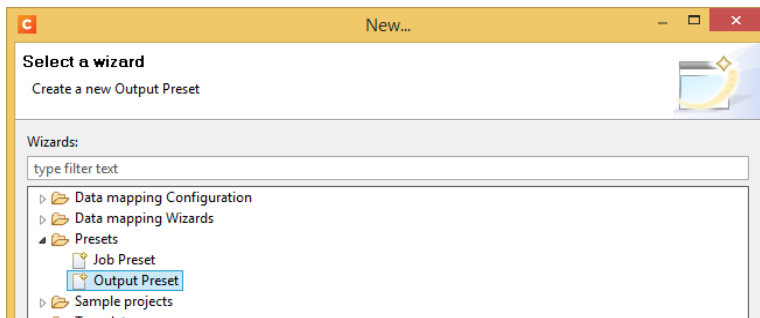 C
New...
Select a wizard
Create a new Output Preset
Wizards:
type filter text
Data mapping Configuration
Data mapping Wizards
Presets
Job Preset
Output Preset
Sample projects